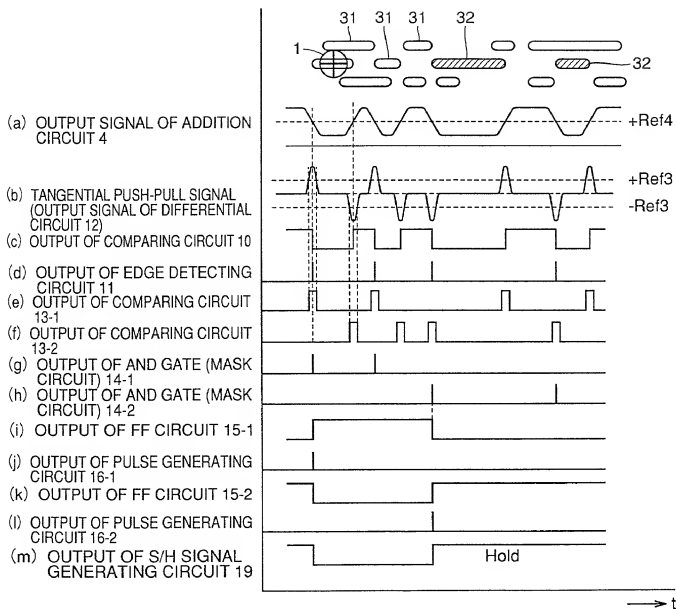 31 31 31 32
1
32
(a) OUTPUT SIGNAL OF ADDITION
CIRCUIT 4
+Ref4
+Ref3
(b) TANGENTIAL PUSH-PULL SIGNAL
(OUTPUT SIGNAL OF DIFFERENTIAL
CIRCUIT 12)
-Ref3
(c) OUTPUT OF COMPARING CIRCUIT 10
(d) OUTPUT OF EDGE DETECTING
CIRCUIT 11
(e) OUTPUT OF COMPARING CIRCUIT
13-1
(f) OUTPUT OF COMPARING CIRCUIT
13-2
(g) OUTPUT OF AND GATE (MASK
CIRCUIT) 14-1
(h) OUTPUT OF AND GATE (MASK
CIRCUIT) 14-2
(i) OUTPUT OF FF CIRCUIT 15-1
(j) OUTPUT OF PULSE GENERATING
CIRCUIT 16-1
(k) OUTPUT OF FF CIRCUIT 15-2
(l) OUTPUT OF PULSE GENERATING
CIRCUIT 16-2
(m) OUTPUT OF S/H SIGNAL
GENERATING CIRCUIT 19
Hold
t